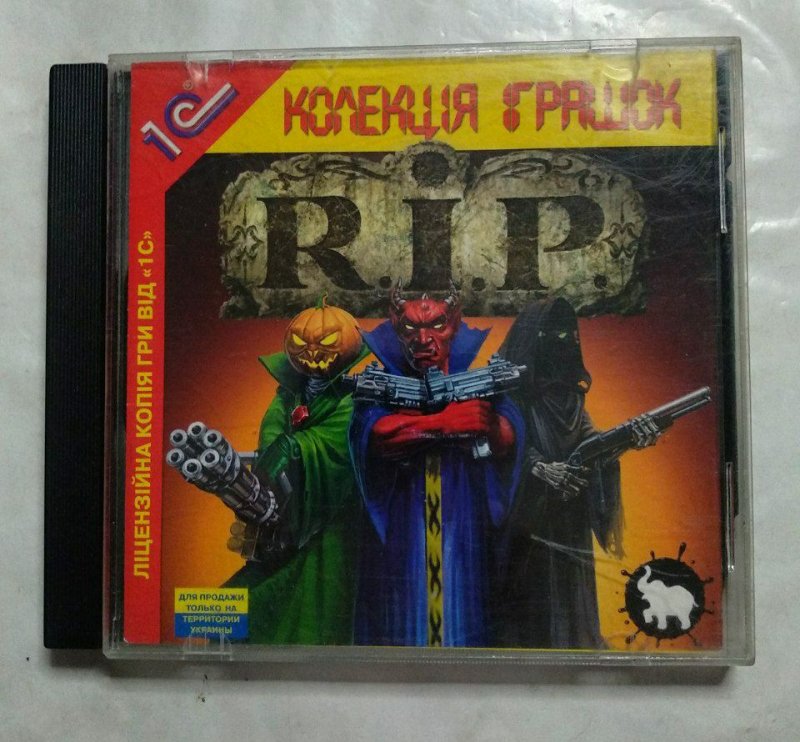 1С®
КОЛЕКЦІЯ ІГРАШОК
R.I.P.
ЛІЦЕНЗІЙНА КОПІЯ ГРИ ВІД «1С»
ДЛЯ ПРОДАЖИ
ТОЛЬКО НА
ТЕРРИТОРИИ
УКРАИНЫ